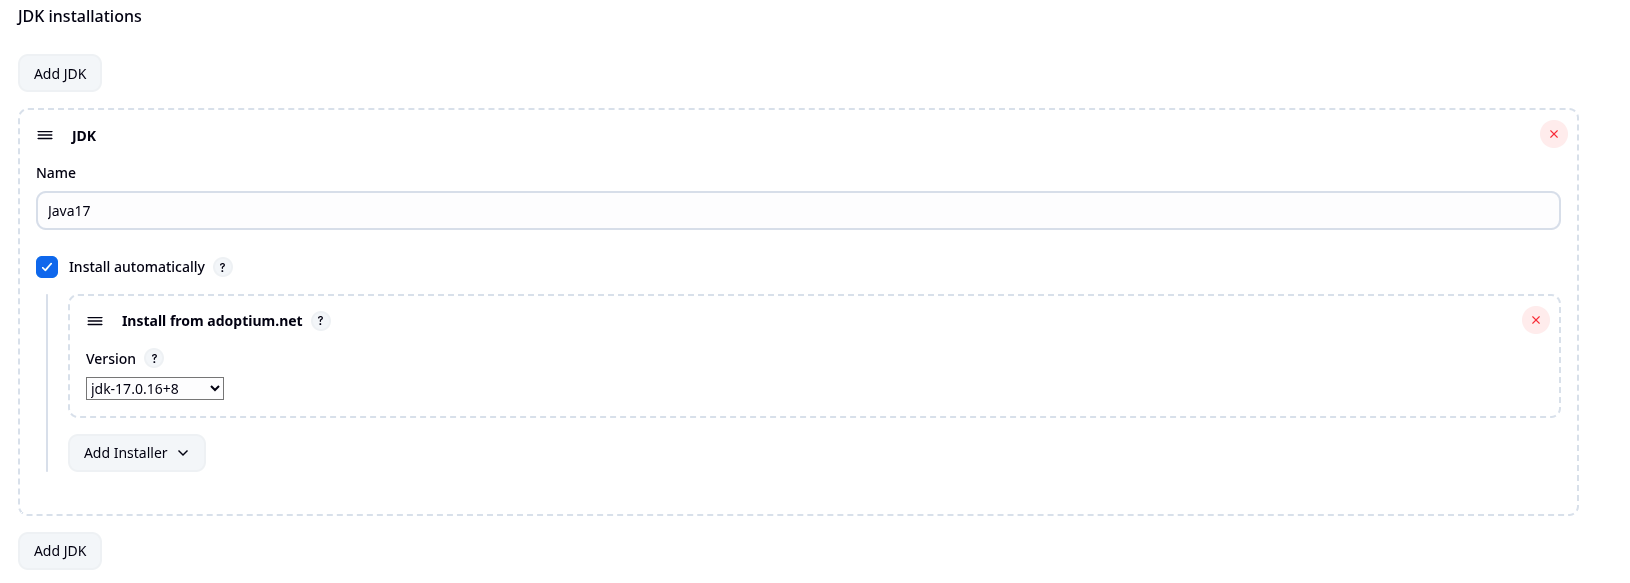 JDK installations
Add JDK
JDK
Name
Java17
Install automatically ?
Install from adoptium.net ?
Version ?
jdk-17.0.16+8
Add Installer
Add JDK